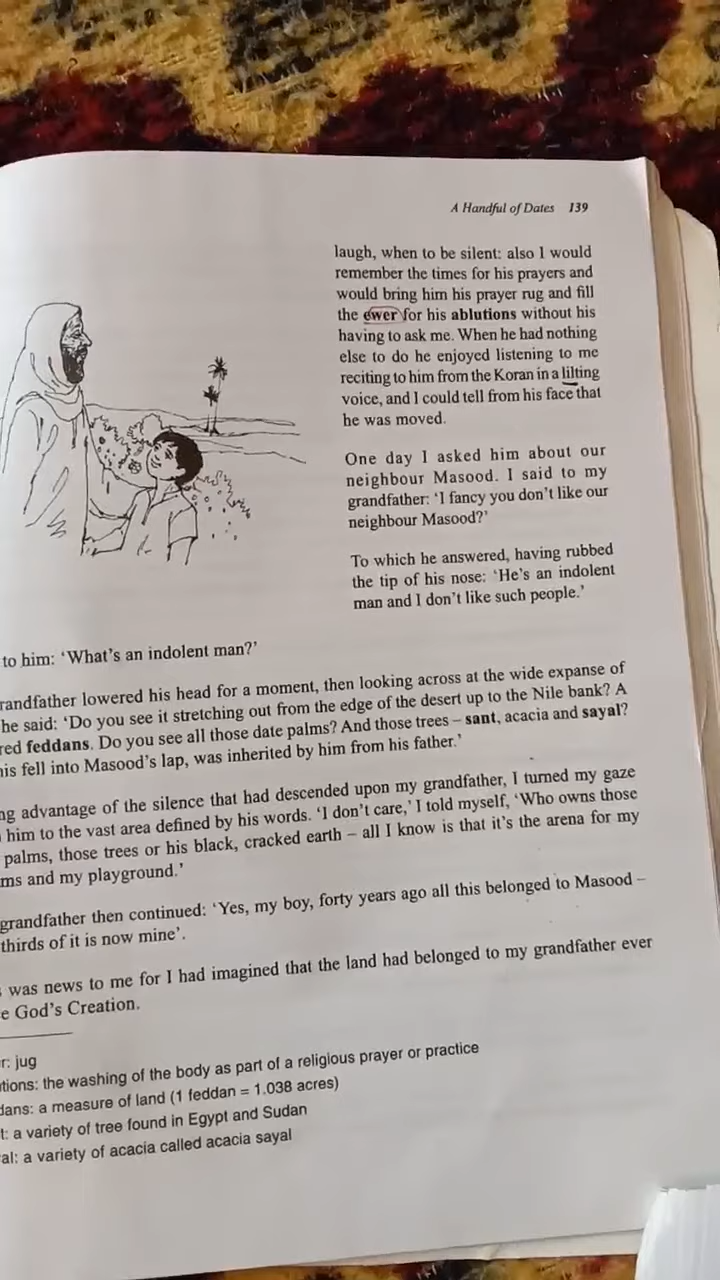 A Handful of Dates 139
laugh, when to be silent: also I would
remember the times for his prayers and
would bring him his prayer rug and fill
the ewer for his ablutions without his
having to ask me. When he had nothing
else to do he enjoyed listening to me
reciting to him from the Koran in a lilting
voice, and I could tell from his face that
he was moved.
One day I asked him about our
neighbour Masood. I said to my
grandfather: ‘I fancy you don’t like our
neighbour Masood?’
To which he answered, having rubbed
the tip of his nose: ‘He’s an indolent
man and I don’t like such people.’
to him: ‘What’s an indolent man?’
randfather lowered his head for a moment, then looking across at the wide expanse of
he said: ‘Do you see it stretching out from the edge of the desert up to the Nile bank? A
red feddans. Do you see all those date palms? And those trees – sant, acacia and sayal?
his fell into Masood’s lap, was inherited by him from his father.’
ng advantage of the silence that had descended upon my grandfather, I turned my gaze
him to the vast area defined by his words. ‘I don’t care,’ I told myself, ‘Who owns those
palms, those trees or his black, cracked earth – all I know is that it’s the arena for my
ms and my playground.’
grandfather then continued: ‘Yes, my boy, forty years ago all this belonged to Masood –
thirds of it is now mine’.
s was news to me for I had imagined that the land had belonged to my grandfather ever
e God’s Creation.
r: jug
tions: the washing of the body as part of a religious prayer or practice
dans: a measure of land (1 feddan = 1.038 acres)
t: a variety of tree found in Egypt and Sudan
al: a variety of acacia called acacia sayal